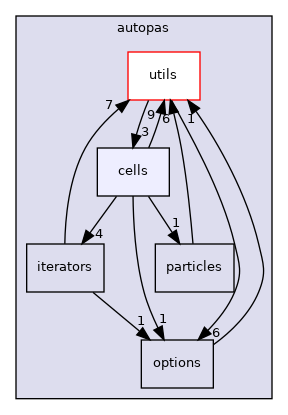 autopas
utils
7
9
6
1
3
cells
1
4
iterators
particles
1
1
6
options